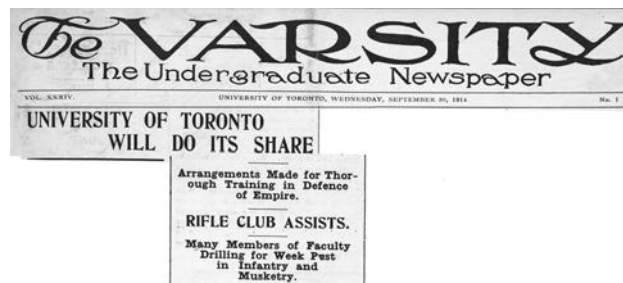 The VARSITY
The Undergraduate Newspaper
VOL. XXXIV. UNIVERSITY OF TORONTO, WEDNESDAY, SEPTEMBER 30, 1914 No. 1
UNIVERSITY OF TORONTO
WILL DO ITS SHARE
Arrangements Made for Thor-
ough Training in Defence
of Empire.
RIFLE CLUB ASSISTS.
Many Members of Faculty
Drilling for Week Past
in Infantry and
Musketry.